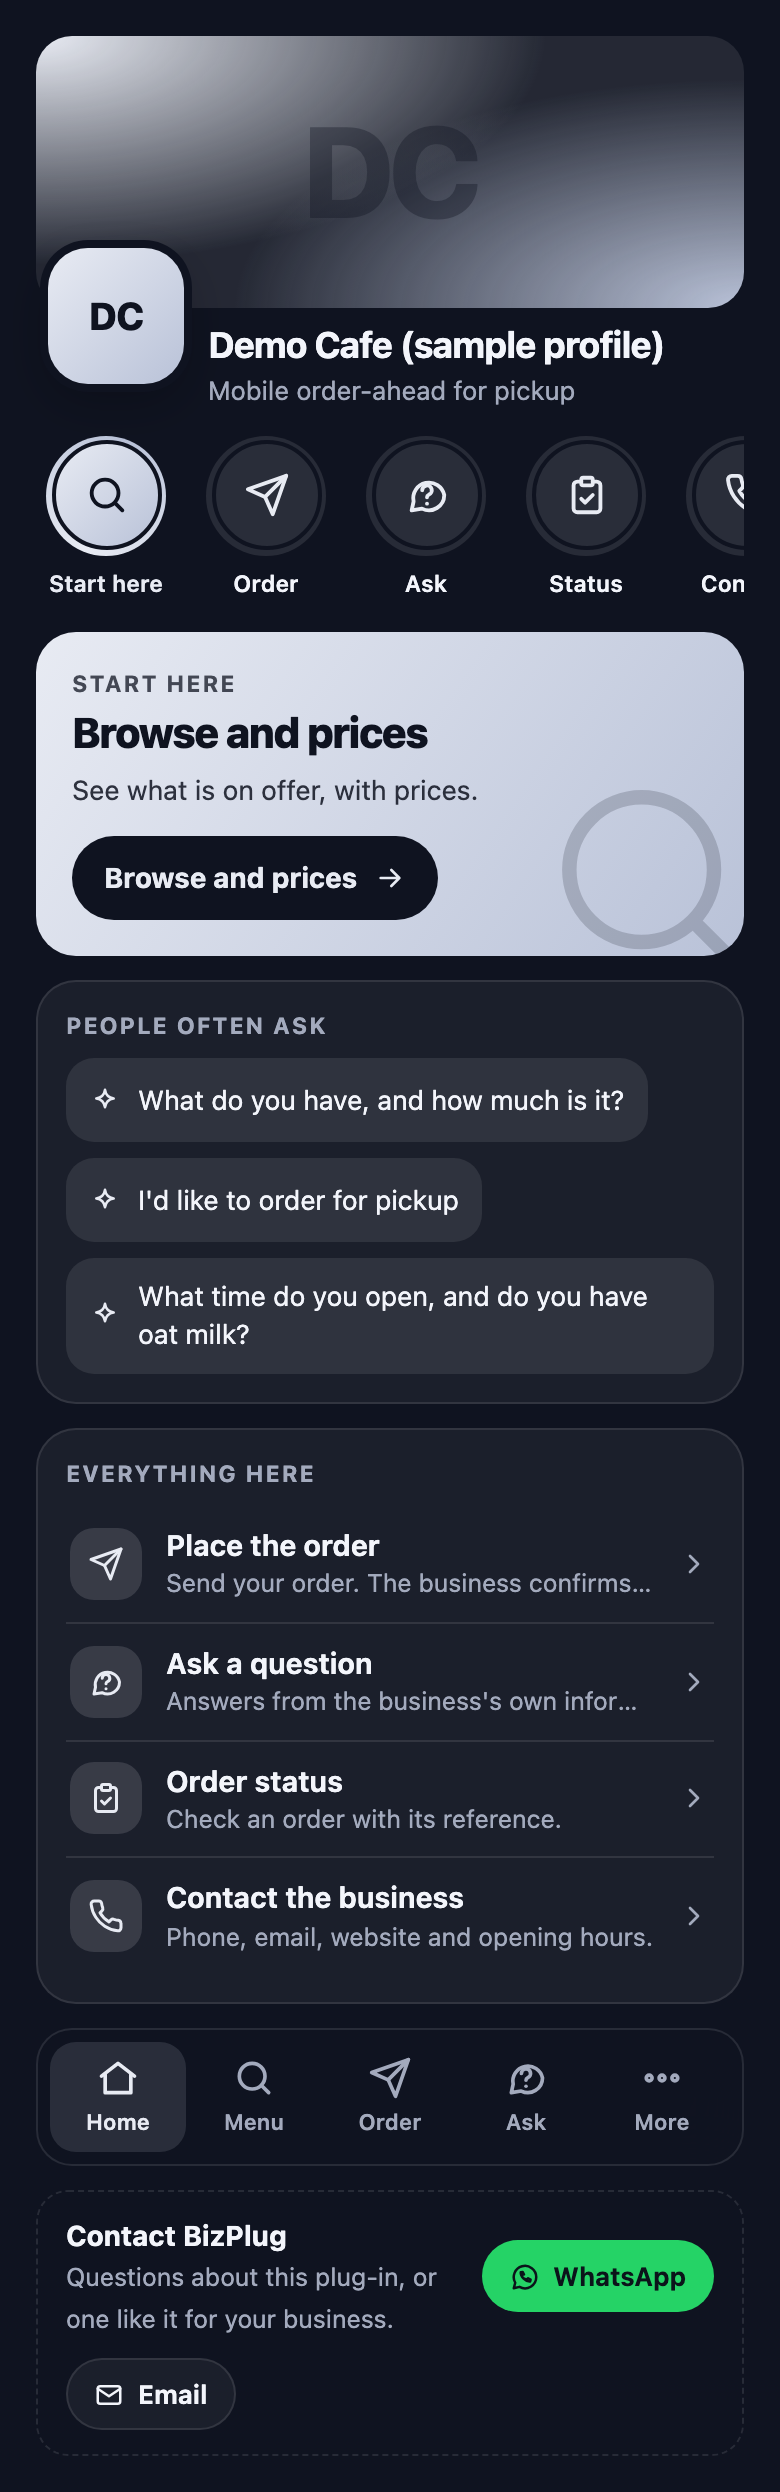 DC
DC
Demo Cafe (sample profile)
Mobile order-ahead for pickup
Start here
Order
Ask
Status
Con
START HERE
Browse and prices
See what is on offer, with prices.
Browse and prices
PEOPLE OFTEN ASK
What do you have, and how much is it?
I'd like to order for pickup
What time do you open, and do you have
oat milk?
EVERYTHING HERE
Place the order
Send your order. The business confirms...
Ask a question
Answers from the business's own infor...
Order status
Check an order with its reference.
Contact the business
Phone, email, website and opening hours.
Home
Menu
Order
Ask
More
Contact BizPlug
Questions about this plug-in, or
one like it for your business.
WhatsApp
Email